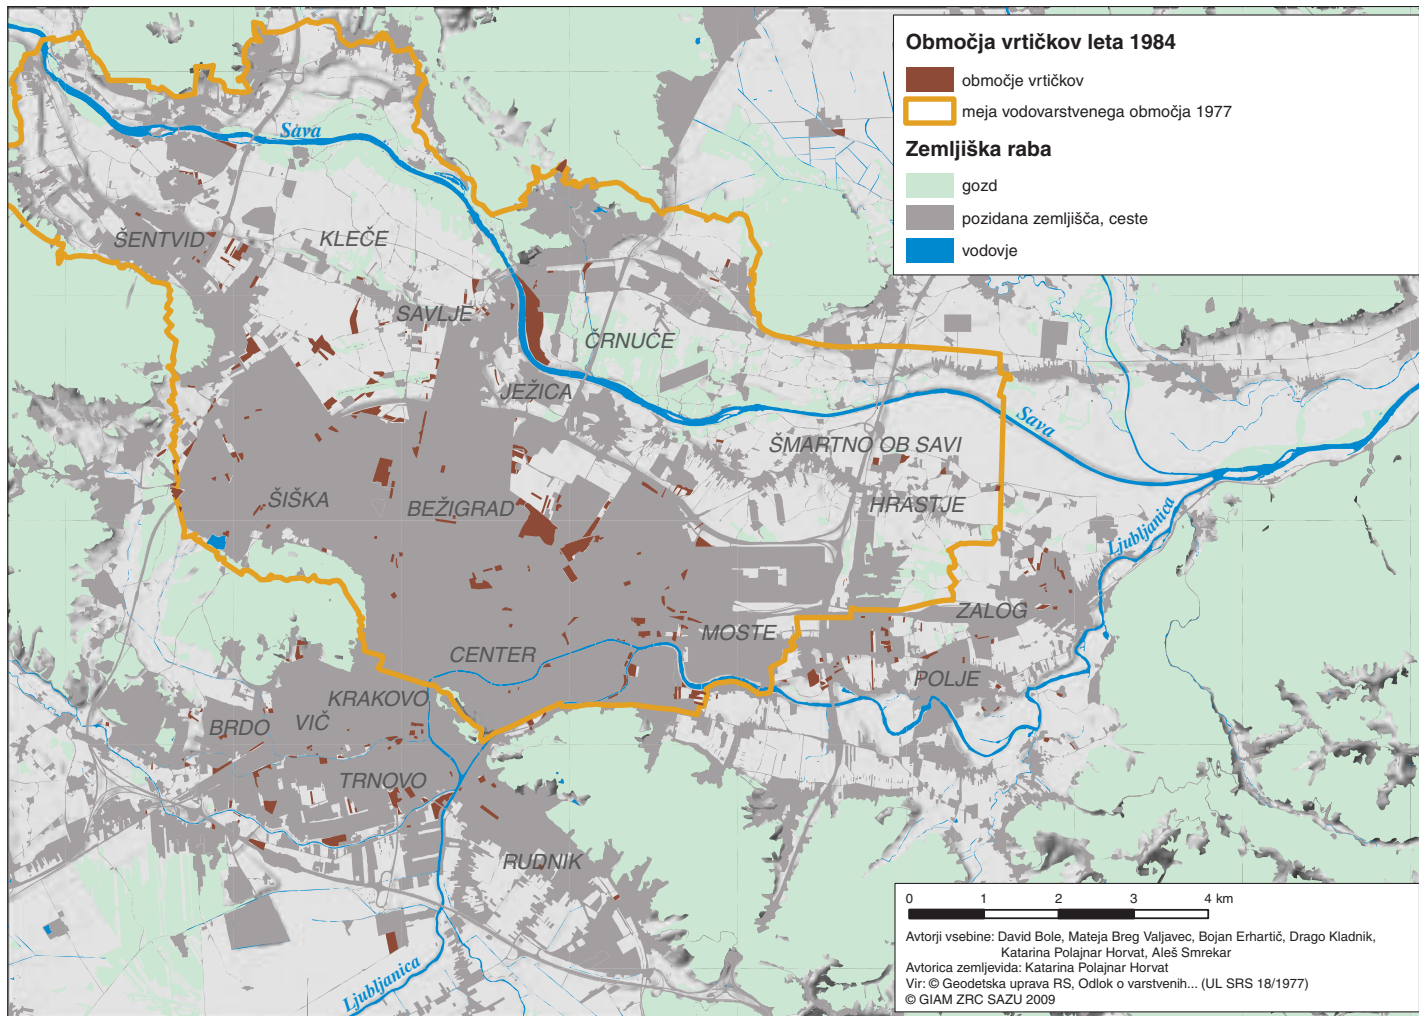 Območja vrtičkov leta 1984
območje vrtičkov
meja vodovarstvenega območja 1977
Zemljiška raba
gozd
pozidana zemljišča, ceste
vodovje
Sava
ŠENTVID
KLEČE
SAVLJE
ČRNUČE
JEŽICA
Sava
ŠMARTNO OB SAVI
ŠIŠKA
BEŽIGRAD
HRASTJE
Ljubljanica
ZALOG
MOSTE
CENTER
POLJE
KRAKOVO
BRDO
VIČ
TRNOVO
RUDNIK
Ljubljanica
0 1 2 3 4 km
Avtorji vsebine: David Bole, Mateja Breg Valjavec, Bojan Erhartič, Drago Kladnik,
Katarina Polajnar Horvat, Aleš Smrekar
Avtorica zemljevida: Katarina Polajnar Horvat
Vir: © Geodetska uprava RS, Odlok o varstvenih... (UL SRS 18/1977)
© GIAM ZRC SAZU 2009